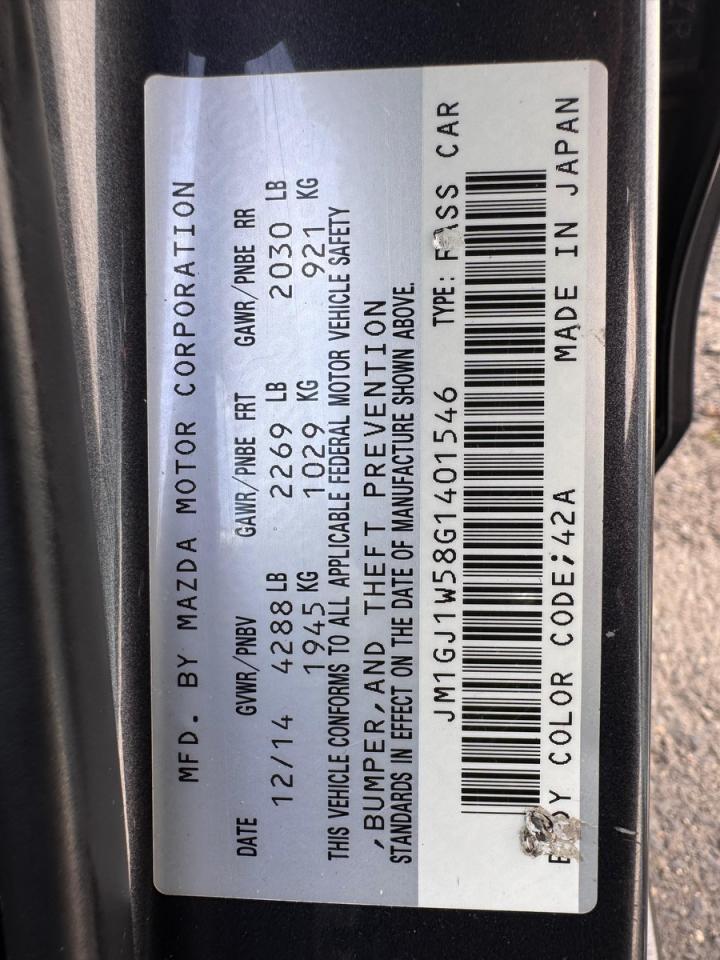 MFD. BY MAZDA MOTOR CORPORATION
DATE GVWR/PNBV GAWR/PNBE FRT GAWR/PNBE RR
12/14 4288 LB 2269 LB 2030 LB
1945 KG 1029 KG 921 KG
THIS VEHICLE CONFORMS TO ALL APPLICABLE FEDERAL MOTOR VEHICLE SAFETY
,BUMPER,AND THEFT PREVENTION
STANDARDS IN EFFECT ON THE DATE OF MANUFACTURE SHOWN ABOVE.
JM1GJ1W58G1401546 TYPE: PASS CAR
BODY COLOR CODE;42A MADE IN JAPAN